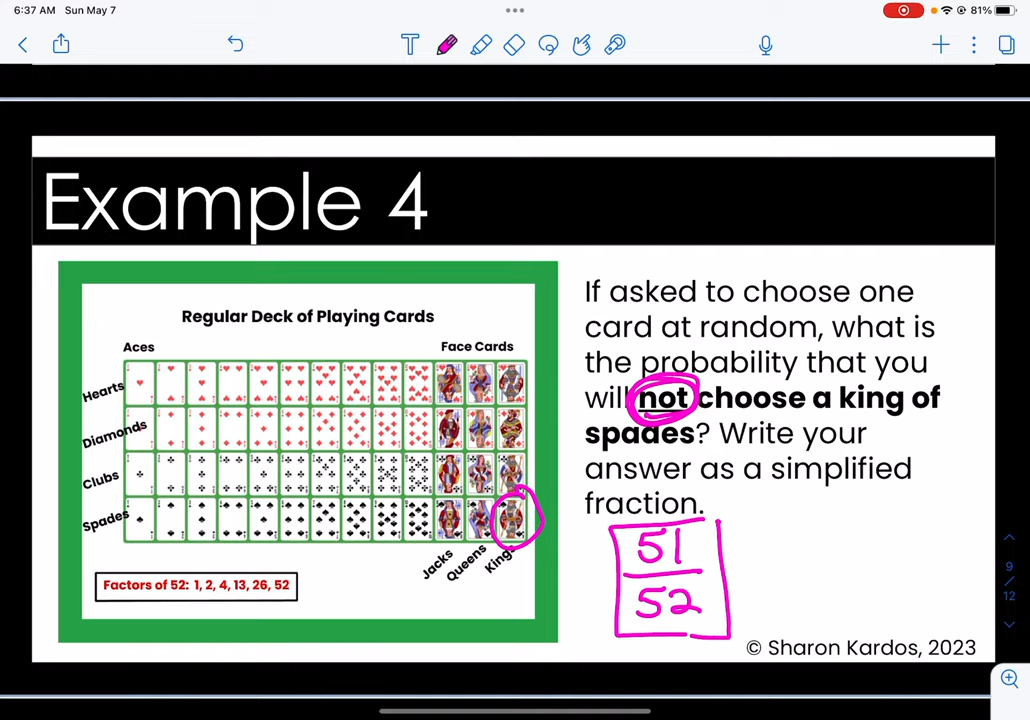 6:37 AM Sun May 7
81%
Example 4
Regular Deck of Playing Cards
Aces
Face Cards
Hearts
Diamonds
Clubs
Spades
Jacks
Queens
Kings
Factors of 52: 1, 2, 4, 13, 26, 52
If asked to choose one
card at random, what is
the probability that you
will not choose a king of
spades? Write your
answer as a simplified
fraction.
51
52
© Sharon Kardos, 2023
9
/
12